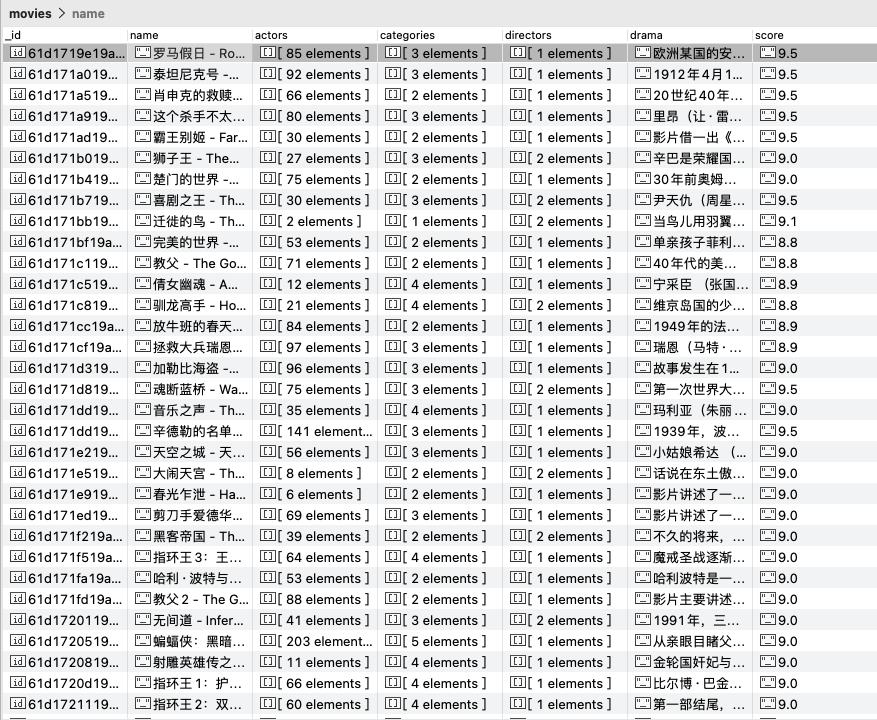 movies > name
_id name actors categories directors drama score
61d1719e19a... 罗马假日 - Ro... [ 85 elements ] [ 3 elements ] [ 1 elements ] 欧洲某国的安... 9.5
61d171a019... 泰坦尼克号 -... [ 92 elements ] [ 3 elements ] [ 1 elements ] 1912年4月1... 9.5
61d171a519... 肖申克的救赎... [ 66 elements ] [ 2 elements ] [ 1 elements ] 20世纪40年... 9.5
61d171a919... 这个杀手不太... [ 80 elements ] [ 3 elements ] [ 1 elements ] 里昂（让·雷... 9.5
61d171ad19... 霸王别姬 - Far... [ 30 elements ] [ 2 elements ] [ 1 elements ] 影片借一出《... 9.5
61d171b019... 狮子王 - The... [ 27 elements ] [ 3 elements ] [ 2 elements ] 辛巴是荣耀国... 9.0
61d171b419... 楚门的世界 -... [ 75 elements ] [ 2 elements ] [ 1 elements ] 30年前奥姆... 9.0
61d171b719... 喜剧之王 - Th... [ 30 elements ] [ 3 elements ] [ 2 elements ] 尹天仇（周星... 9.5
61d171bb19... 迁徙的鸟 - Th... [ 2 elements ] [ 1 elements ] [ 2 elements ] 当鸟儿用羽翼... 9.1
61d171bf19a... 完美的世界 -... [ 53 elements ] [ 2 elements ] [ 1 elements ] 单亲孩子菲利... 8.8
61d171c119... 教父 - The Go... [ 71 elements ] [ 2 elements ] [ 1 elements ] 40年代的美... 8.8
61d171c519... 倩女幽魂 - A... [ 12 elements ] [ 4 elements ] [ 1 elements ] 宁采臣 （张国... 8.9
61d171c819... 驯龙高手 - Ho... [ 21 elements ] [ 4 elements ] [ 2 elements ] 维京岛国的少... 8.8
61d171cc19a... 放牛班的春天... [ 84 elements ] [ 2 elements ] [ 1 elements ] 1949年的法... 8.9
61d171cf19a... 拯救大兵瑞恩... [ 97 elements ] [ 3 elements ] [ 1 elements ] 瑞恩（马特·... 8.9
61d171d319... 加勒比海盗 -... [ 96 elements ] [ 3 elements ] [ 1 elements ] 故事发生在1... 9.0
61d171d819... 魂断蓝桥 - Wa... [ 75 elements ] [ 3 elements ] [ 2 elements ] 第一次世界大... 9.5
61d171dd19... 音乐之声 - Th... [ 35 elements ] [ 4 elements ] [ 1 elements ] 玛利亚（朱丽... 9.0
61d171dd19... 辛德勒的名单... [ 141 element... [ 3 elements ] [ 1 elements ] 1939年，波... 9.5
61d171e219... 天空之城 - 天... [ 56 elements ] [ 3 elements ] [ 1 elements ] 小姑娘希达 （... 9.0
61d171e519... 大闹天宫 - Th... [ 8 elements ] [ 2 elements ] [ 2 elements ] 话说在东土傲... 9.0
61d171e919... 春光乍泄 - Ha... [ 6 elements ] [ 2 elements ] [ 1 elements ] 影片讲述了一... 9.0
61d171ed19... 剪刀手爱德华... [ 69 elements ] [ 3 elements ] [ 1 elements ] 影片讲述了一... 9.0
61d171f219a... 黑客帝国 - Th... [ 39 elements ] [ 2 elements ] [ 2 elements ] 不久的将来，... 9.0
61d171f519a... 指环王3：王... [ 64 elements ] [ 4 elements ] [ 1 elements ] 魔戒圣战逐渐... 9.0
61d171fa19a... 哈利·波特与... [ 53 elements ] [ 2 elements ] [ 1 elements ] 哈利波特是一... 9.0
61d171fd19a... 教父2 - The G... [ 88 elements ] [ 2 elements ] [ 1 elements ] 影片主要讲述... 9.0
61d1720119... 无间道 - Infer... [ 41 elements ] [ 3 elements ] [ 2 elements ] 1991年，三... 9.0
61d1720519... 蝙蝠侠：黑暗... [ 203 element... [ 5 elements ] [ 1 elements ] 从亲眼目睹父... 9.0
61d1720819... 射雕英雄传之... [ 11 elements ] [ 4 elements ] [ 1 elements ] 金轮国奸妃与... 9.0
61d1720d19... 指环王1：护... [ 66 elements ] [ 4 elements ] [ 1 elements ] 比尔博·巴金... 9.0
61d1721119... 指环王2：双... [ 60 elements ] [ 4 elements ] [ 1 elements ] 第一部结尾，... 9.0